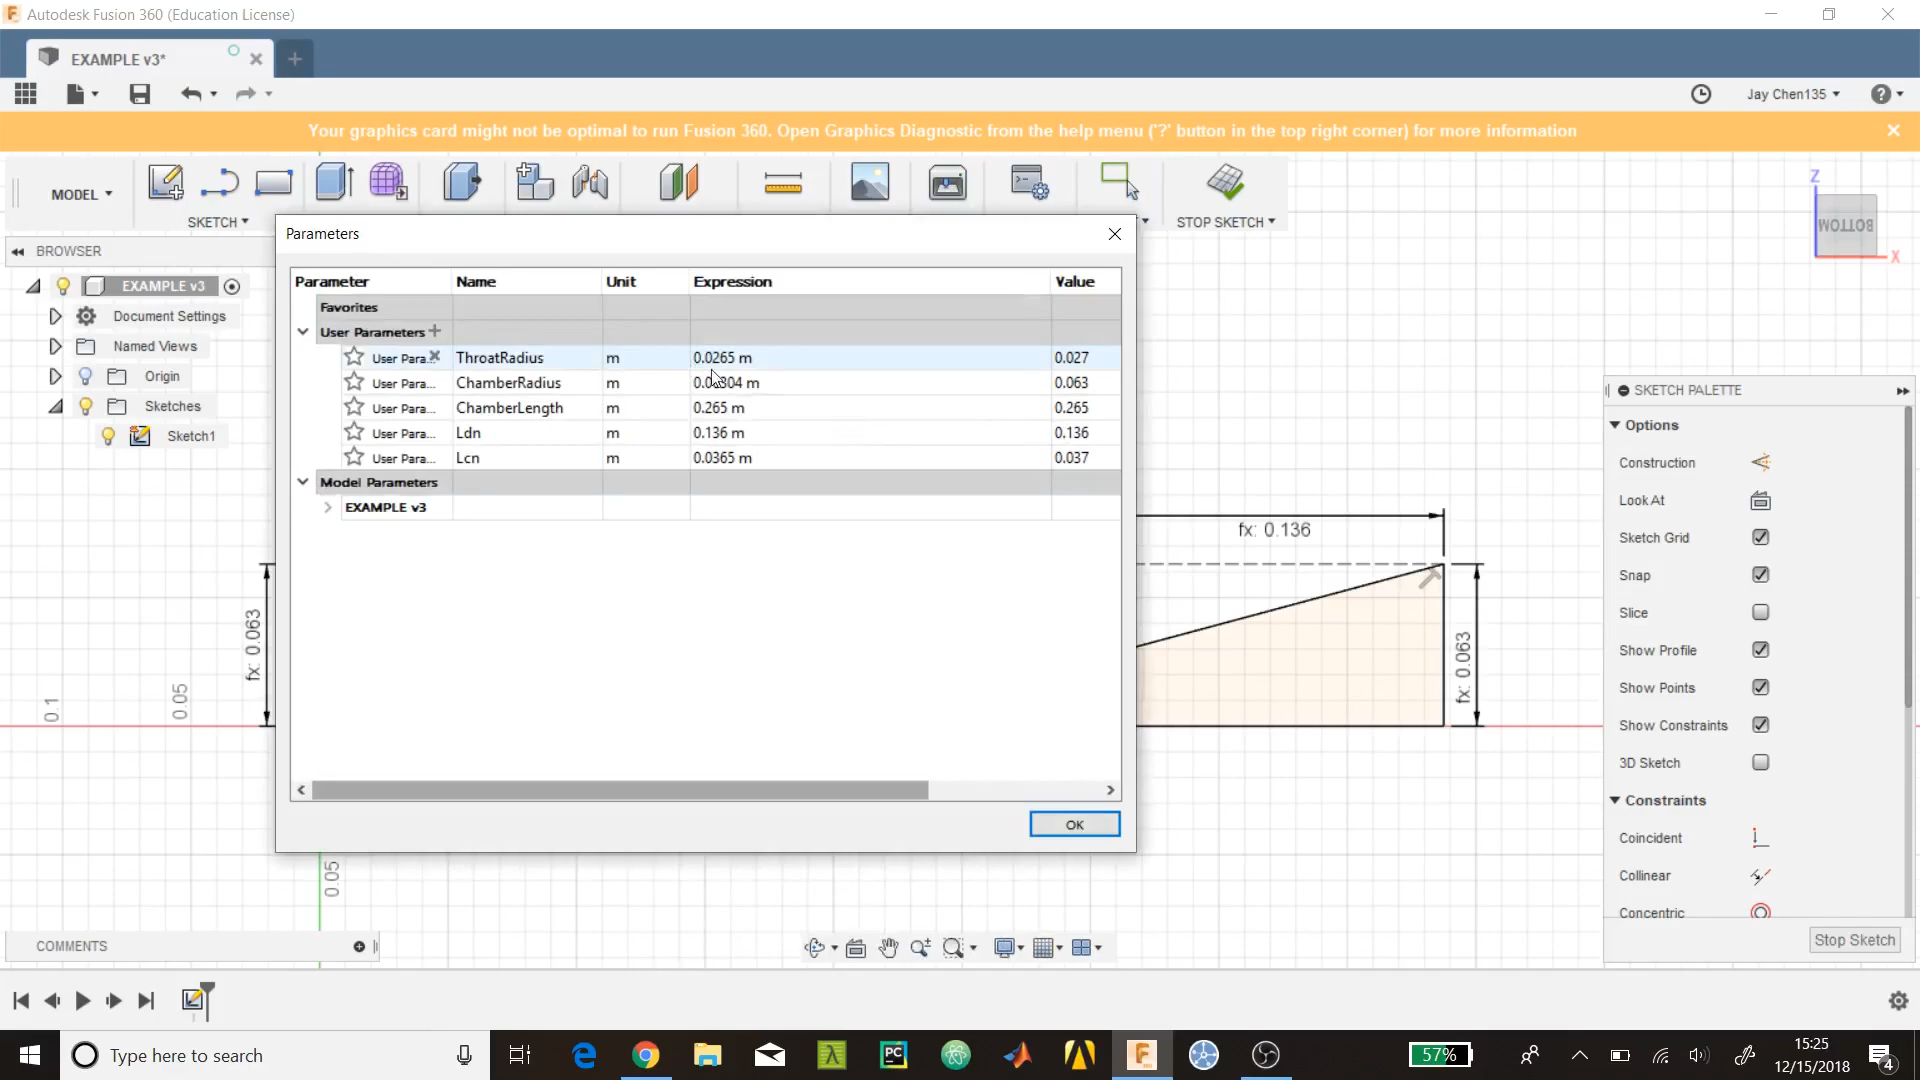 Autodesk Fusion 360 (Education License)
EXAMPLE v3*
Jay Chen135
Your graphics card might not be optimal to run Fusion 360. Open Graphics Diagnostic from the help menu ('?' button in the top right corner) for more information
MODEL
SKETCH
STOP SKETCH
Z
BOTTOM
X
BROWSER
EXAMPLE v3
Document Settings
Named Views
Origin
Sketches
Sketch1
Parameters
Parameter Name Unit Expression Value
Favorites
User Parameters
User Para... ThroatRadius m 0.0265 m 0.027
User Para... ChamberRadius m 0.063
User Para... ChamberLength m 0.265 m 0.265
User Para... Ldn m 0.136 m 0.136
User Para... Lcn m 0.0365 m 0.037
Model Parameters
EXAMPLE v3
OK
fx: 0.063
0.1
0.05
0.05
fx: 0.136
fx: 0.063
SKETCH PALETTE
Options
Construction
Look At
Sketch Grid
Snap
Slice
Show Profile
Show Points
Show Constraints
3D Sketch
Constraints
Coincident
Collinear
Concentric
Stop Sketch
COMMENTS
Type here to search
PC
57%
15:25
12/15/2018
4